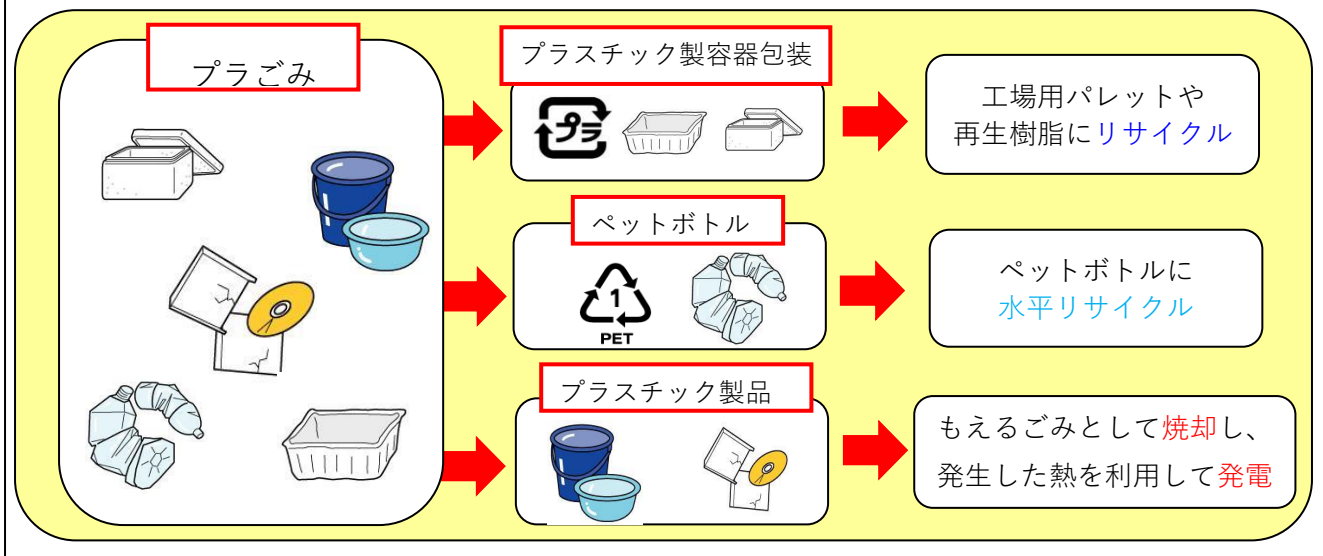 プラごみ
プラスチック製容器包装
プラ
工場用パレットや
再生樹脂にリサイクル
ペットボトル
1
PET
ペットボトルに
水平リサイクル
プラスチック製品
もえるごみとして焼却し、
発生した熱を利用して発電